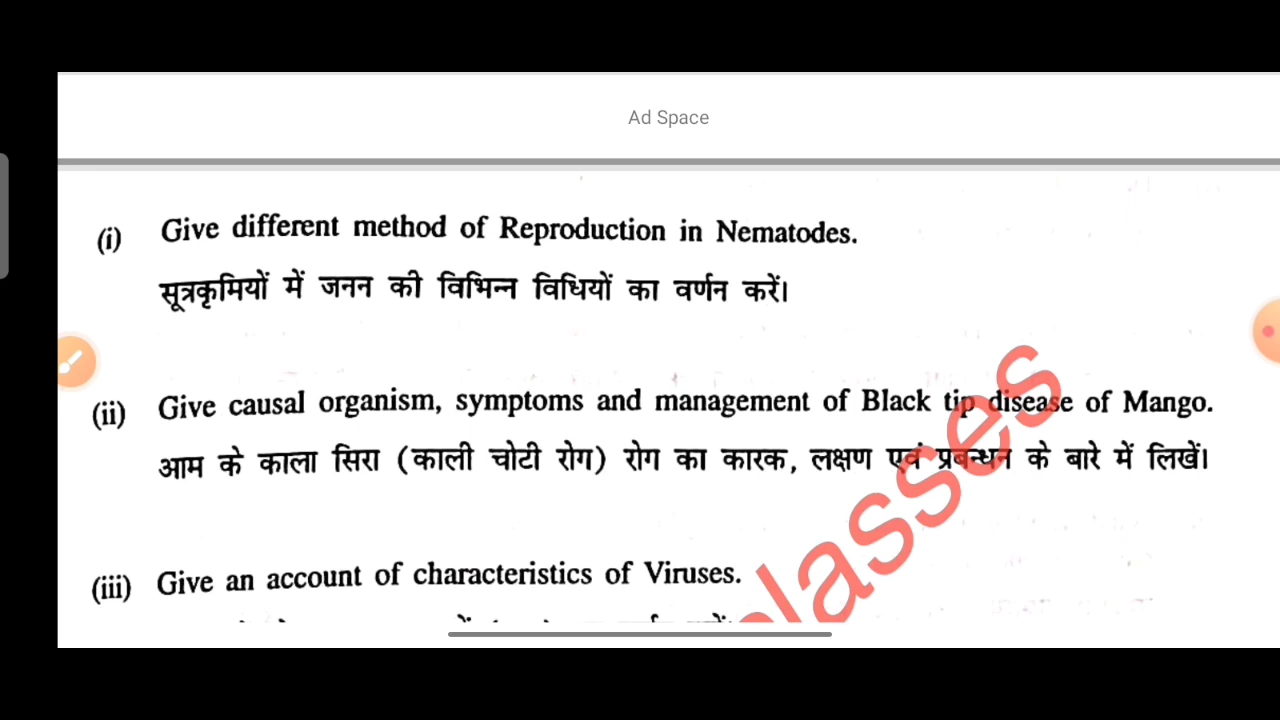 Ad Space
(i) Give different method of Reproduction in Nematodes.
सूत्रकृमियों में जनन की विभिन्न विधियों का वर्णन करें।
(ii) Give causal organism, symptoms and management of Black tip disease of Mango.
आम के काला सिरा (काली चोटी रोग) रोग का कारक, लक्षण एवं प्रबन्धन के बारे में लिखें।
(iii) Give an account of characteristics of Viruses.
lasses